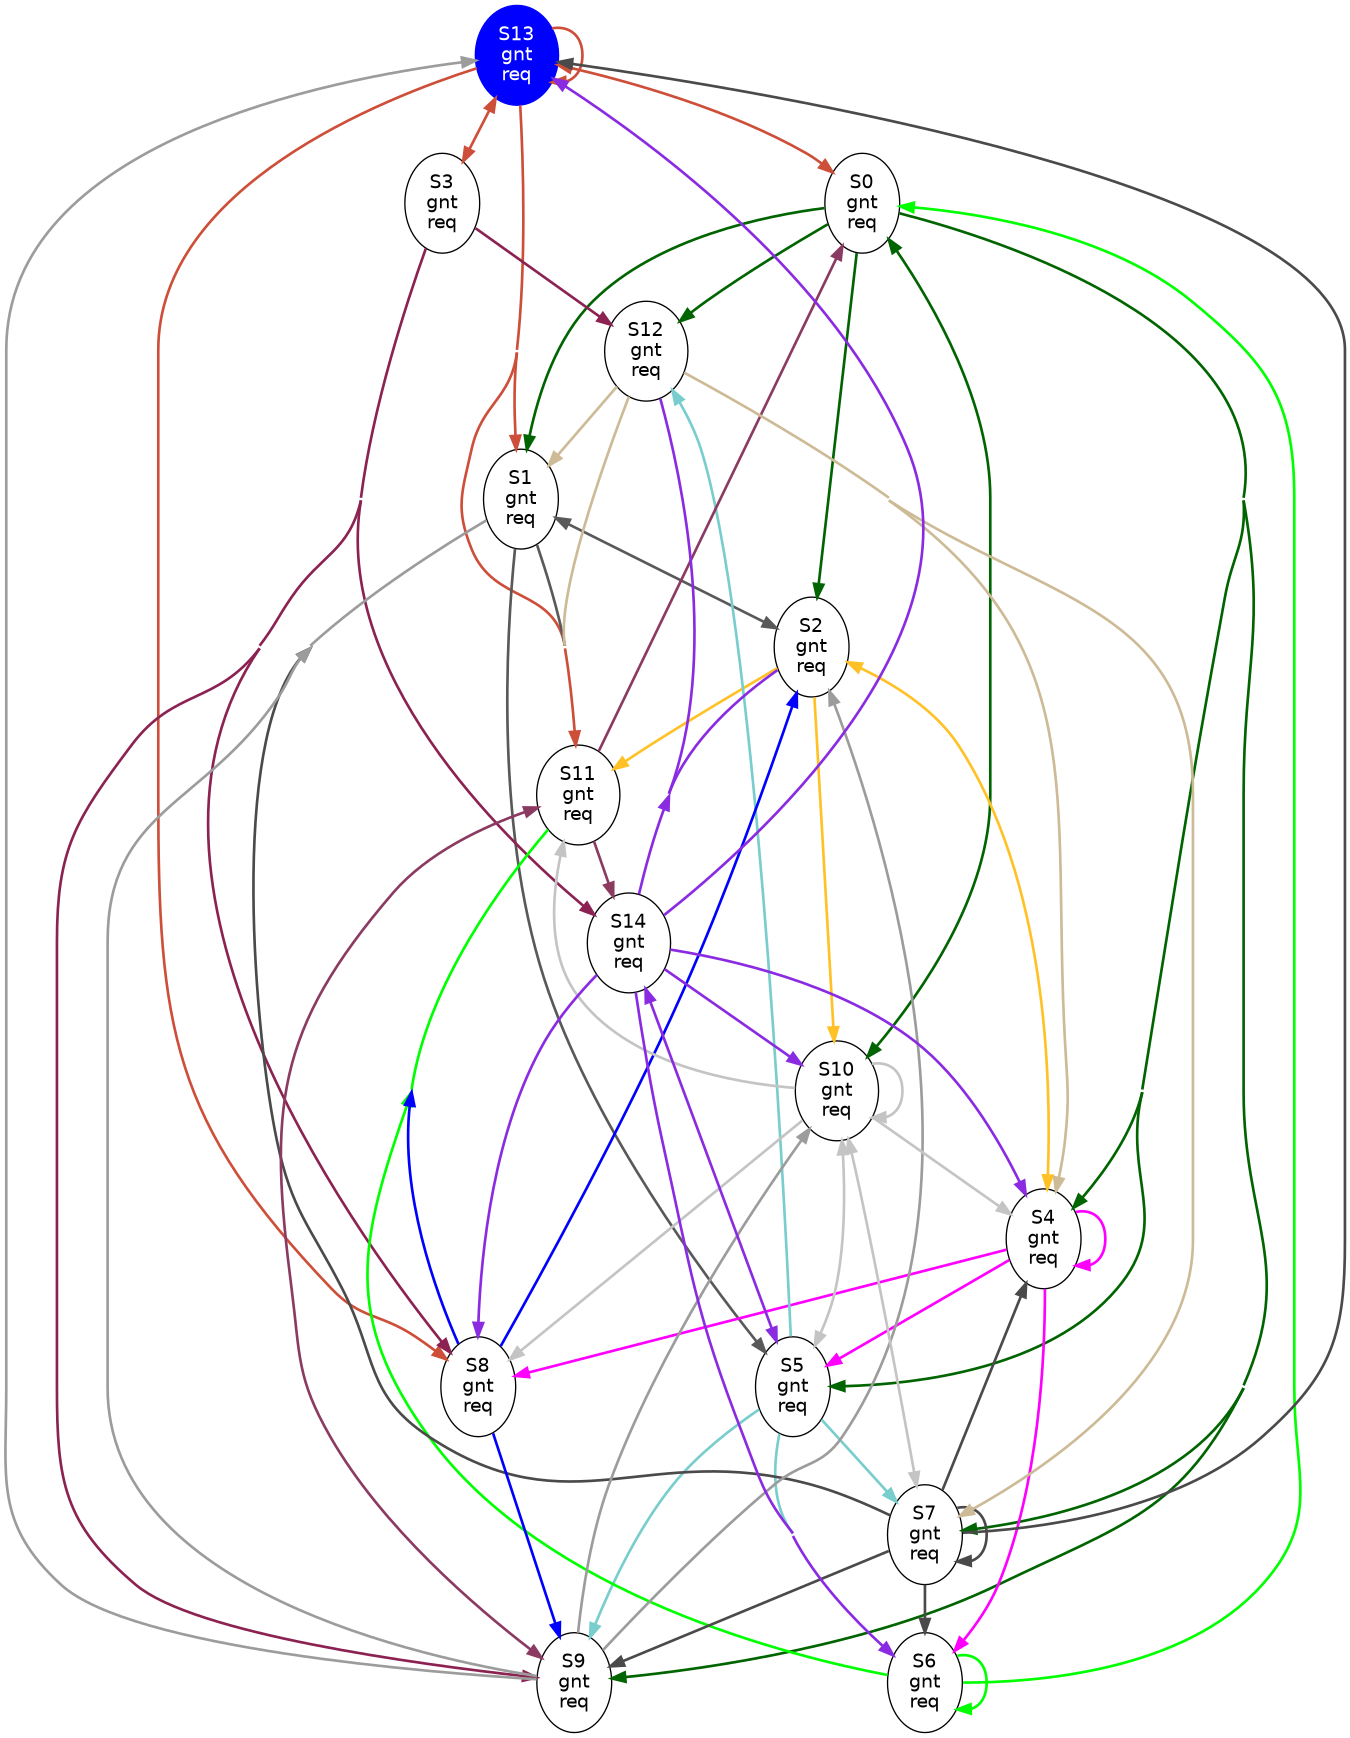 S13
gnt
req
S3
gnt
req
S0
gnt
req
S12
gnt
req
S1
gnt
req
S2
gnt
req
S11
gnt
req
S14
gnt
req
S10
gnt
req
S4
gnt
req
S8
gnt
req
S5
gnt
req
S7
gnt
req
S9
gnt
req
S6
gnt
req